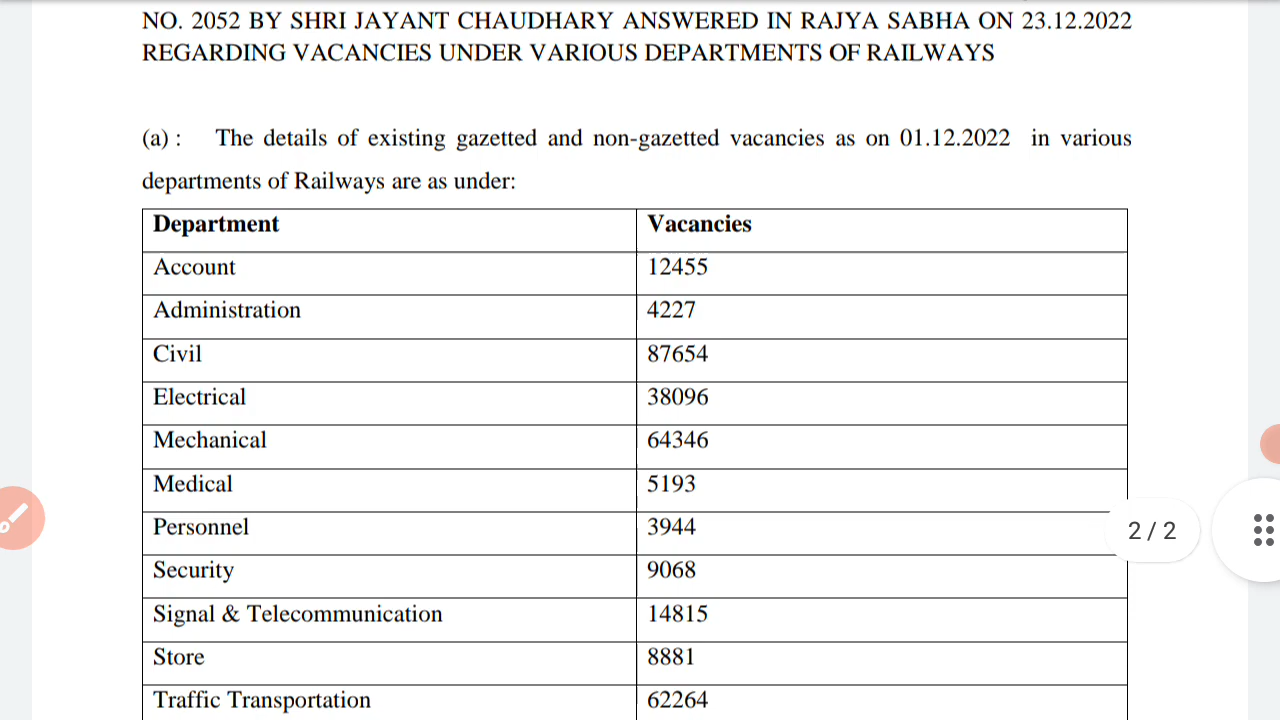 NO. 2052 BY SHRI JAYANT CHAUDHARY ANSWERED IN RAJYA SABHA ON 23.12.2022
REGARDING VACANCIES UNDER VARIOUS DEPARTMENTS OF RAILWAYS
(a) : The details of existing gazetted and non-gazetted vacancies as on 01.12.2022 in various
departments of Railways are as under:
Department Vacancies
Account 12455
Administration 4227
Civil 87654
Electrical 38096
Mechanical 64346
Medical 5193
Personnel 3944
2 / 2
Security 9068
Signal & Telecommunication 14815
Store 8881
Traffic Transportation 62264